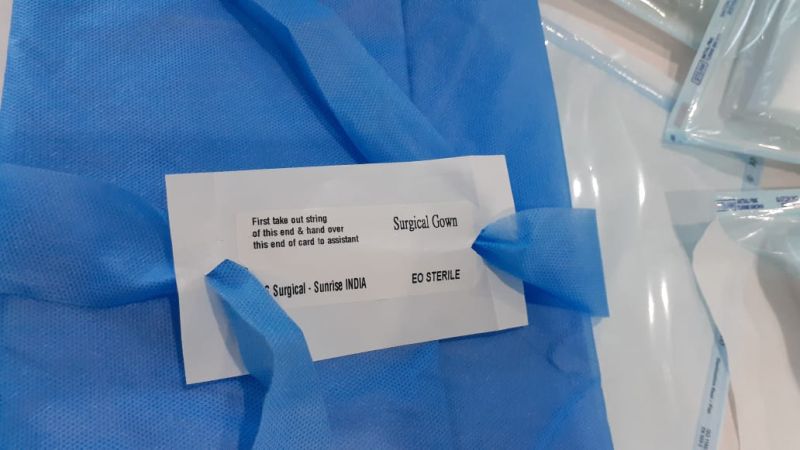 First take out string
of this end & hand over
this end of card to assistant
Surgical Gown
Surgical - Sunrise INDIA
EO STERILE